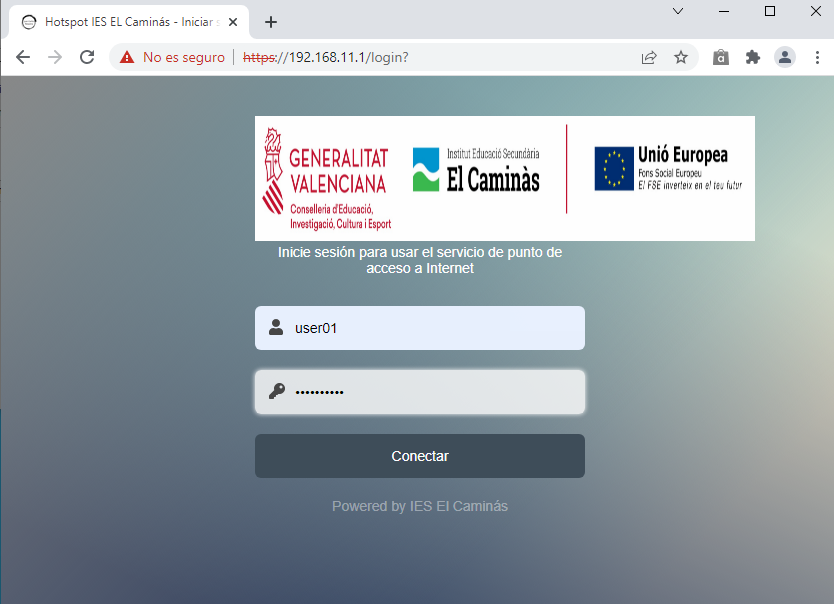 Hotspot IES EL Caminás - Iniciar s
No es seguro
https://192.168.11.1/login?
GENERALITAT
VALENCIANA
Conselleria d'Educació,
Investigació, Cultura i Esport
Institut Educació Secundària
El Caminàs
Unió Europea
Fons Social Europeu
El FSE inverteix en el teu futur
Inicie sesión para usar el servicio de punto de
acceso a Internet
user01
••••••••••
Conectar
Powered by IES El Caminás